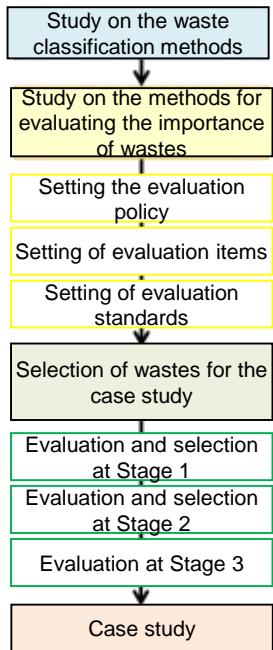 Study on the waste
classification methods
Study on the methods for
evaluating the importance
of wastes
Setting the evaluation
policy
Setting of evaluation items
Setting of evaluation
standards
Selection of wastes for the
case study
Evaluation and selection
at Stage 1
Evaluation and selection
at Stage 2
Evaluation at Stage 3
Case study